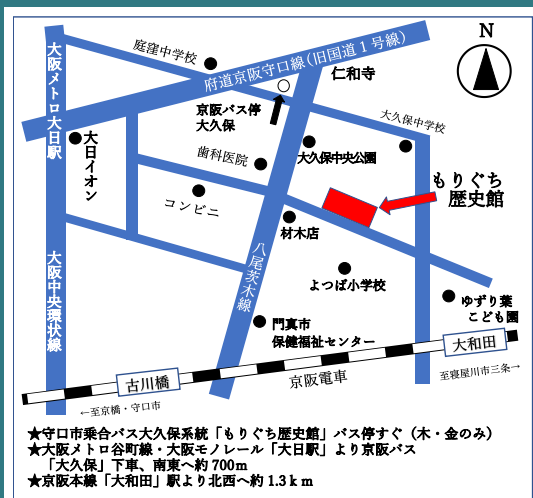 N
庭窪中学校
府道京阪守口線(旧国道1号線)
仁和寺
大阪メトロ大日駅
京阪バス停
大久保
大久保中学校
大日イオン
歯科医院
大久保中央公園
もりぐち
歴史館
コンビニ
材木店
八尾茨木線
大阪中央環状線
よつば小学校
ゆずり葉
こども園
門真市
保健福祉センター
大和田
古川橋
京阪電車
至寝屋川市三条→
←至京橋・守口市
★守口市乗合バス大久保系統「もりぐち歴史館」バス停すぐ(木・金のみ)
★大阪メトロ谷町線・大阪モノレール「大日駅」より京阪バス
「大久保」下車、南東へ約700m
★京阪本線「大和田」駅より北西へ約1.3km